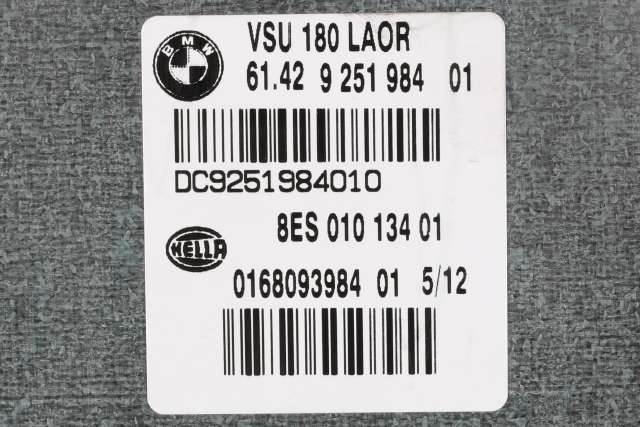 BMW
VSU 180 LAOR
61.42 9 251 984 01
DC9251984010
8ES 010 134 01
HELLA
0168093984 01 5/12